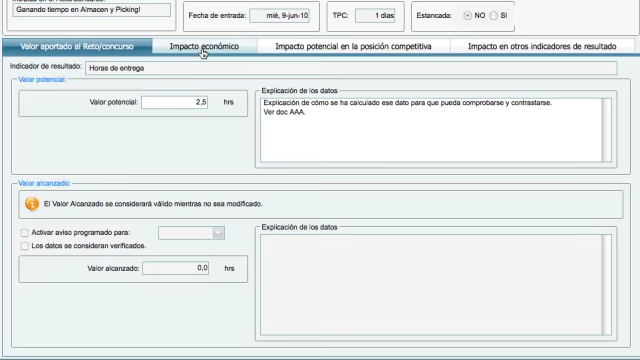 Ganando tiempo en Almacen y Picking!
Fecha de entrada: mié, 9-jun-10
TPC: 1 dias
Estancada: NO SI
Valor aportado al Reto/concurso
Impacto económico
Impacto potencial en la posición competitiva
Impacto en otros indicadores de resultado
Indicador de resultado: Horas de entrega
Valor potencial:
Valor potencial: 2,5 hrs
Explicación de los datos
Explicación de cómo se ha calculado ese dato para que pueda comprobarse y contrastarse.
Ver doc AAA.
Valor alcanzado:
El Valor Alcanzado se considerará válido mientras no sea modificado.
Activar aviso programado para:
Los datos se consideran verificados.
Valor alcanzado: 0,0 hrs
Explicación de los datos